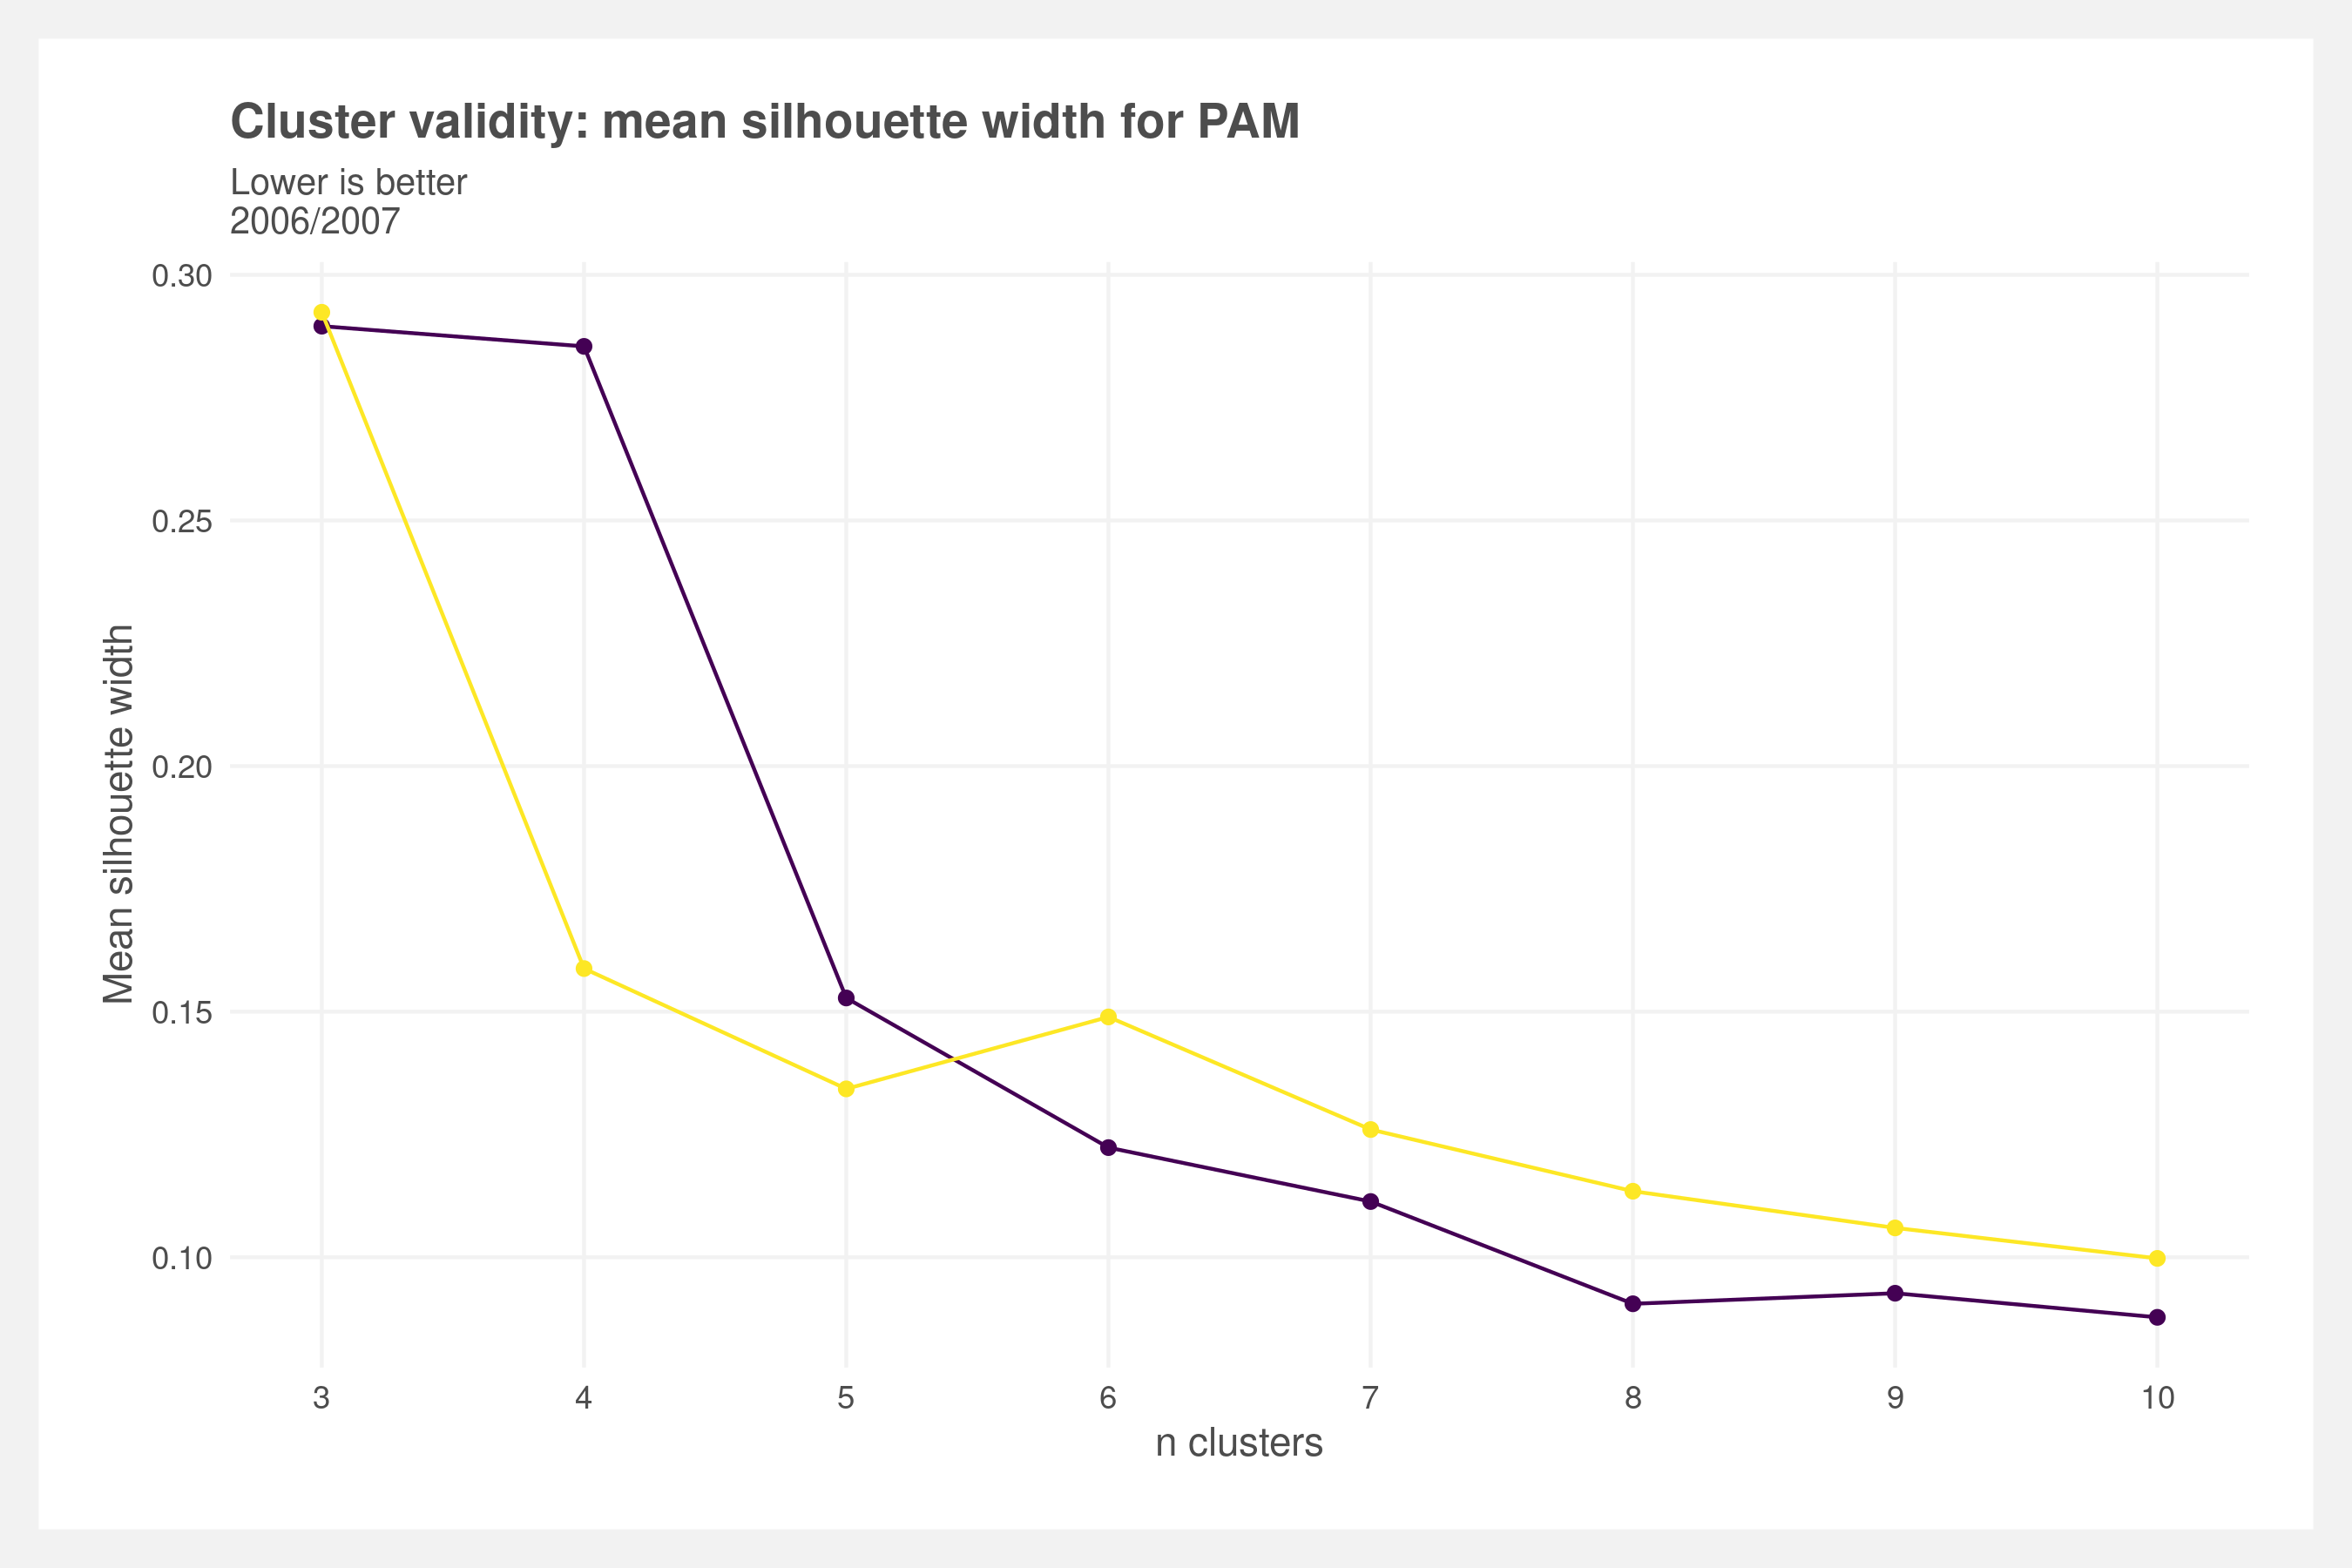 Cluster validity: mean silhouette width for PAM
Lower is better
2006/2007
0.30
0.25
0.20
0.15
0.10
Mean silhouette width
3 4 5 6 7 8 9 10
n clusters